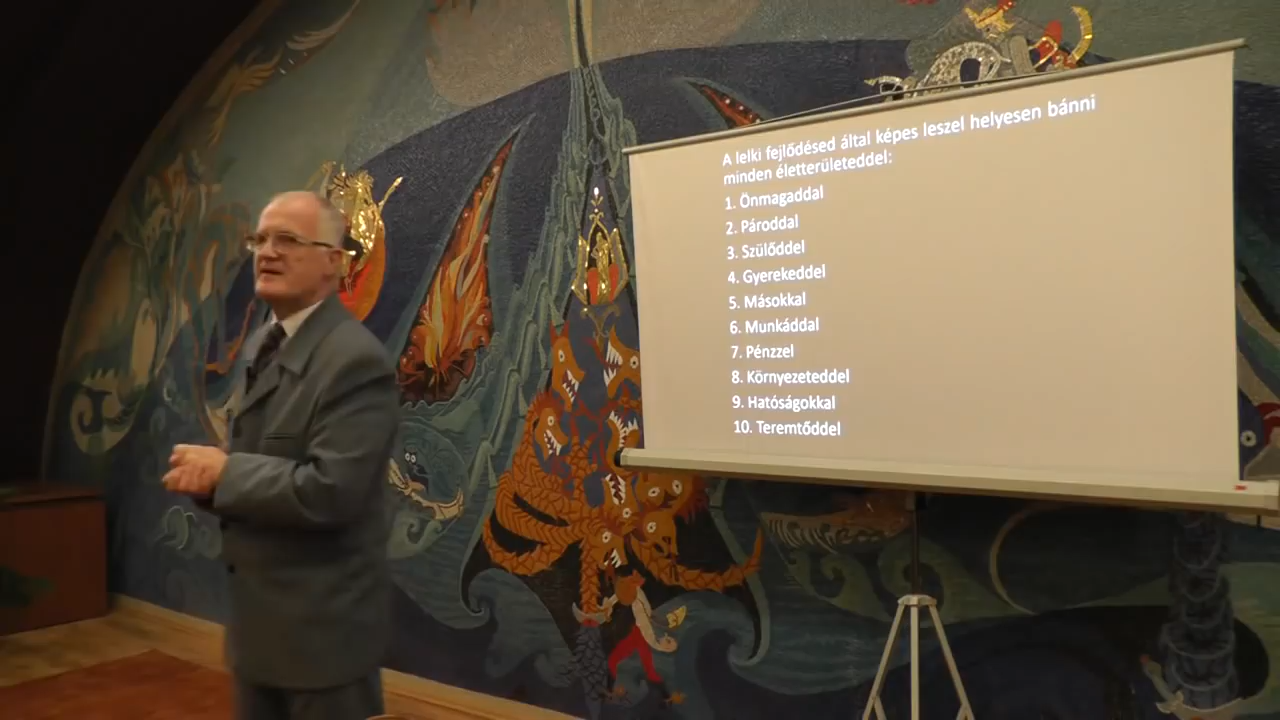 A lelki fejlődésed által képes leszel helyesen bánni
minden életterületeddel:
1. Önmagaddal
2. Pároddal
3. Szülőddel
4. Gyerekeddel
5. Másokkal
6. Munkáddal
7. Pénzzel
8. Környezeteddel
9. Hatóságokkal
10. Teremtőddel